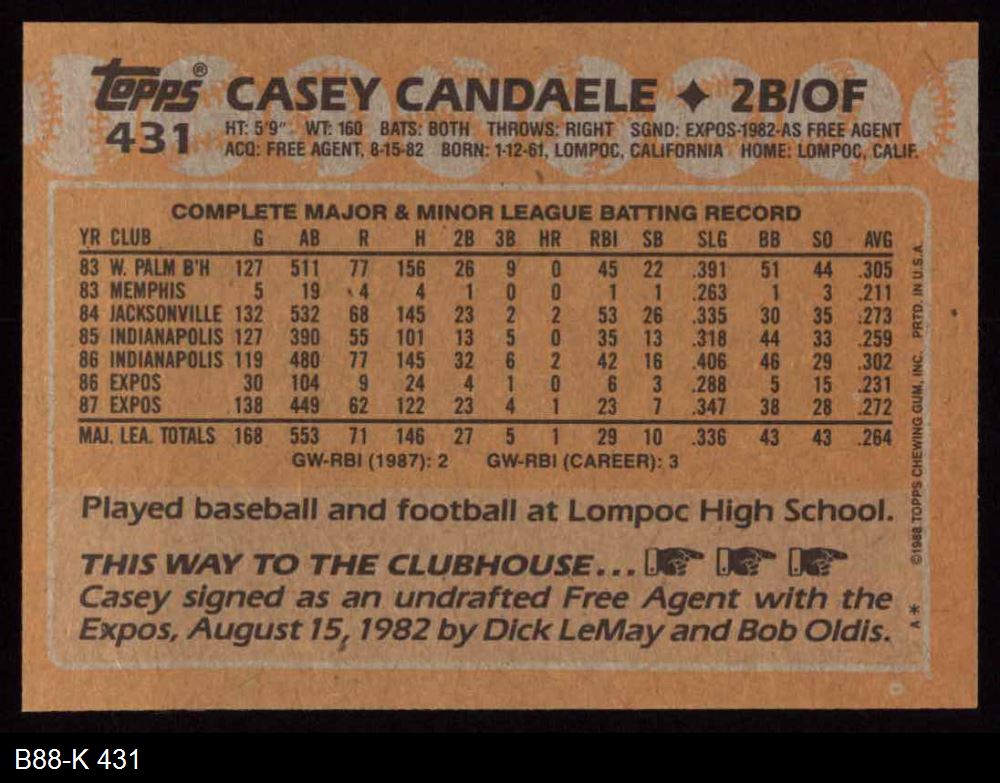 Topps® CASEY CANDAELE ♦ 2B/OF
431 HT: 5'9" WT: 160 BATS: BOTH THROWS: RIGHT SGND: EXPOS-1982-AS FREE AGENT
ACQ: FREE AGENT, 8-15-82 BORN: 1-12-61, LOMPOC, CALIFORNIA HOME: LOMPOC, CALIF.
COMPLETE MAJOR & MINOR LEAGUE BATTING RECORD
YR CLUB G AB R H 2B 3B HR RBI SB SLG BB SO AVG
83 W. PALM B'H 127 511 77 156 26 9 0 45 22 .391 51 44 .305
83 MEMPHIS 5 19 4 4 1 0 0 1 1 .263 1 3 .211
84 JACKSONVILLE 132 532 68 145 23 2 2 53 26 .335 30 35 .273
85 INDIANAPOLIS 127 390 55 101 13 5 0 35 13 .318 44 33 .259
86 INDIANAPOLIS 119 480 77 145 32 6 2 42 16 .406 46 29 .302
86 EXPOS 30 104 9 24 4 1 0 6 3 .288 5 15 .231
87 EXPOS 138 449 62 122 23 4 1 23 7 .347 38 28 .272
MAJ. LEA. TOTALS 168 553 71 146 27 5 1 29 10 .336 43 43 .264
GW-RBI (1987): 2 GW-RBI (CAREER): 3
Played baseball and football at Lompoc High School.
THIS WAY TO THE CLUBHOUSE...
Casey signed as an undrafted Free Agent with the
Expos, August 15, 1982 by Dick LeMay and Bob Oldis.
A* ©1988 TOPPS CHEWING GUM, INC. PRTD. IN U.S.A.
B88-K 431